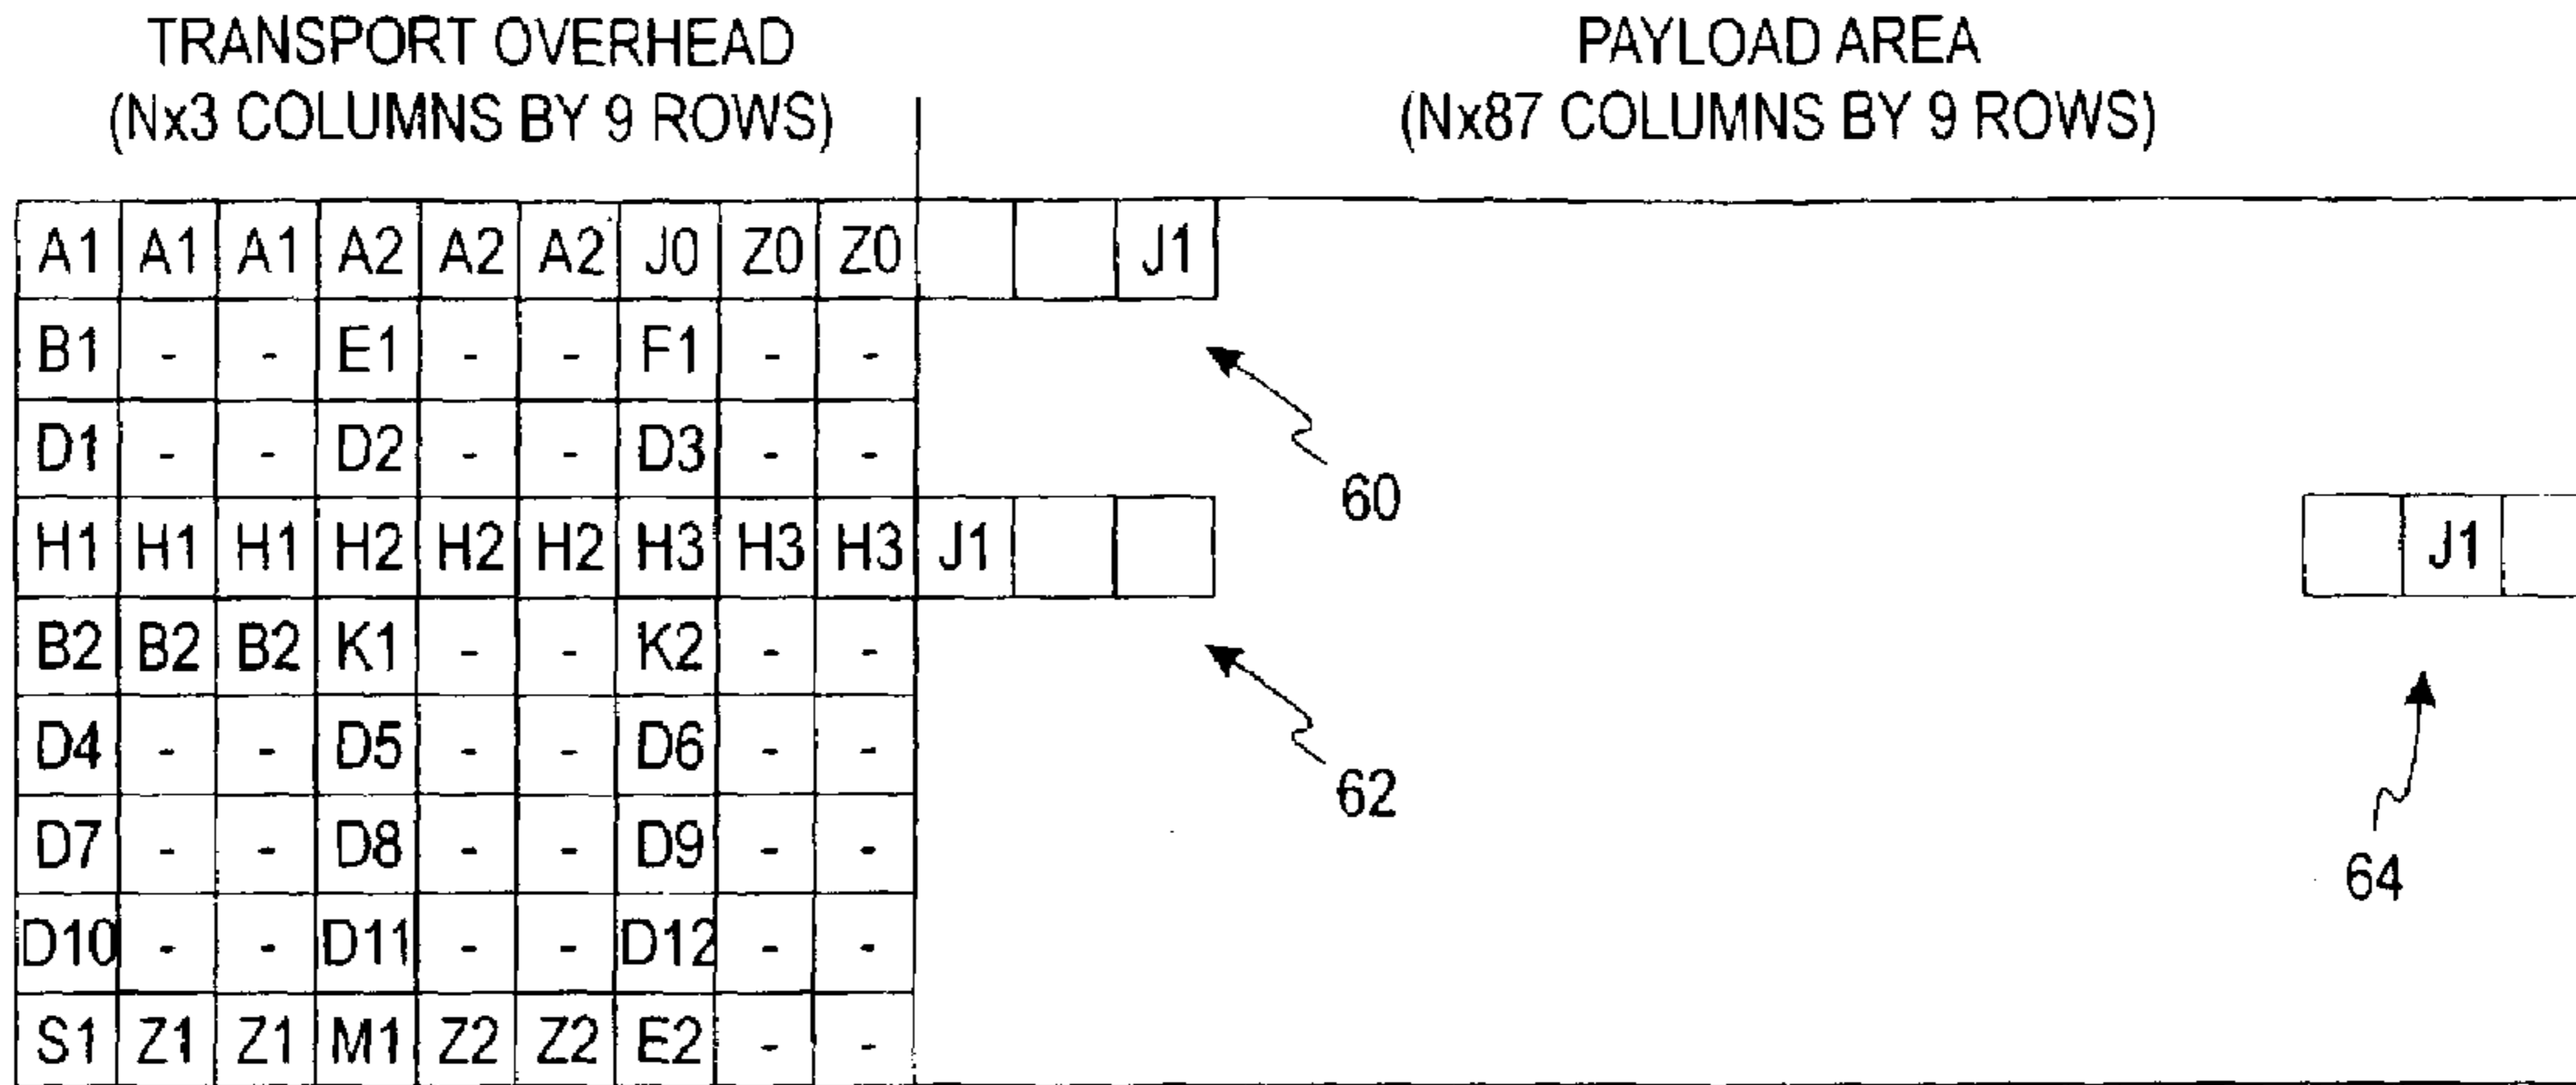 TRANSPORT OVERHEAD
(Nx3 COLUMNS BY 9 ROWS)
PAYLOAD AREA
(Nx87 COLUMNS BY 9 ROWS)
A1 A1 A1 A2 A2 A2 J0 Z0 Z0 J1
B1 - - E1 - - F1 - -
D1 - - D2 - - D3 - -
60
H1 H1 H1 H2 H2 H2 H3 H3 H3 J1 J1
B2 B2 B2 K1 - - K2 - -
D4 - - D5 - - D6 - -
62
D7 - - D8 - - D9 - -
64
D10 - - D11 - - D12 - -
S1 Z1 Z1 M1 Z2 Z2 E2 - -